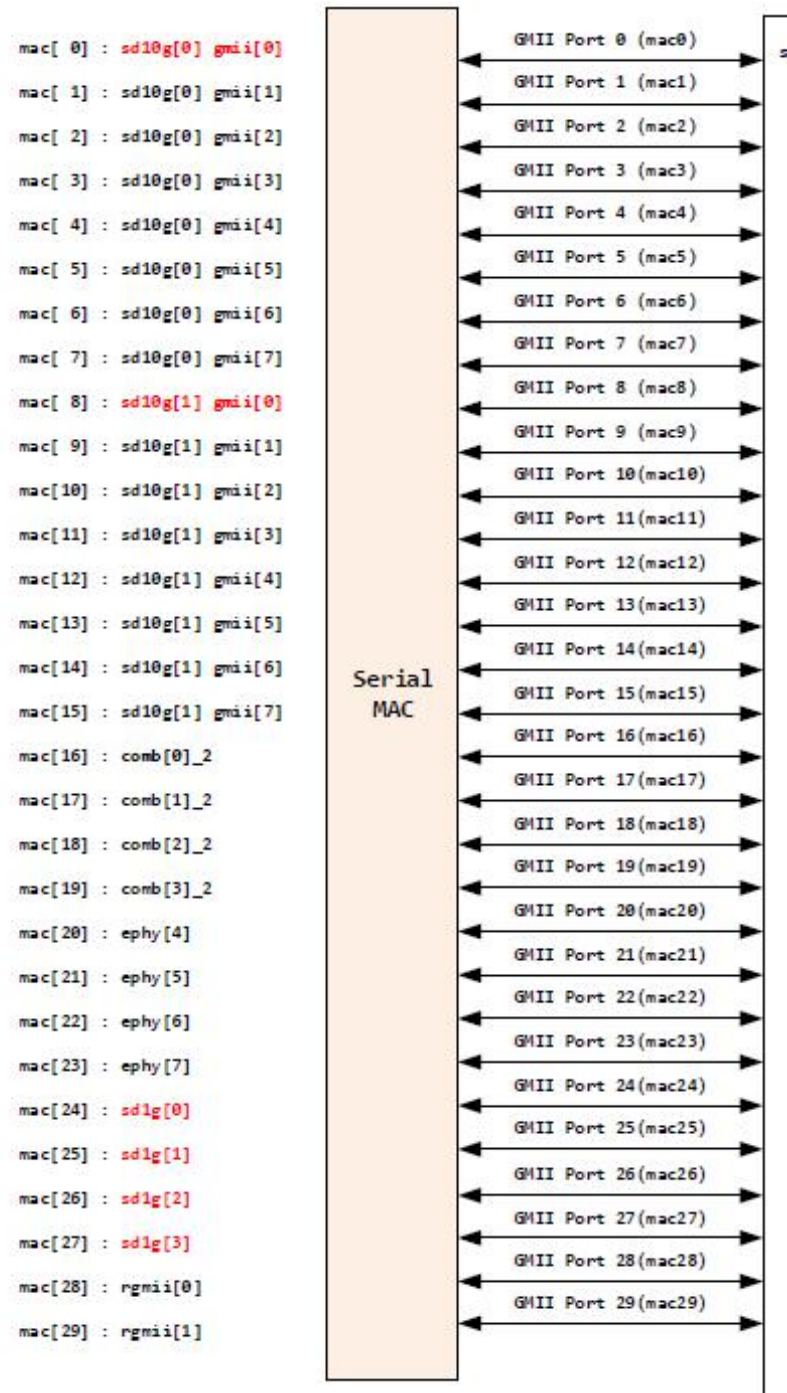 mac[ 0] : sd10g[0] gmii[0]
mac[ 1] : sd10g[0] gmii[1]
mac[ 2] : sd10g[0] gmii[2]
mac[ 3] : sd10g[0] gmii[3]
mac[ 4] : sd10g[0] gmii[4]
mac[ 5] : sd10g[0] gmii[5]
mac[ 6] : sd10g[0] gmii[6]
mac[ 7] : sd10g[0] gmii[7]
mac[ 8] : sd10g[1] gmii[0]
mac[ 9] : sd10g[1] gmii[1]
mac[10] : sd10g[1] gmii[2]
mac[11] : sd10g[1] gmii[3]
mac[12] : sd10g[1] gmii[4]
mac[13] : sd10g[1] gmii[5]
mac[14] : sd10g[1] gmii[6]
mac[15] : sd10g[1] gmii[7]
mac[16] : comb[0]_2
mac[17] : comb[1]_2
mac[18] : comb[2]_2
mac[19] : comb[3]_2
mac[20] : ephy[4]
mac[21] : ephy[5]
mac[22] : ephy[6]
mac[23] : ephy[7]
mac[24] : sd1g[0]
mac[25] : sd1g[1]
mac[26] : sd1g[2]
mac[27] : sd1g[3]
mac[28] : rgmii[0]
mac[29] : rgmii[1]
Serial
MAC
GMII Port 0 (mac0)
GMII Port 1 (mac1)
GMII Port 2 (mac2)
GMII Port 3 (mac3)
GMII Port 4 (mac4)
GMII Port 5 (mac5)
GMII Port 6 (mac6)
GMII Port 7 (mac7)
GMII Port 8 (mac8)
GMII Port 9 (mac9)
GMII Port 10(mac10)
GMII Port 11(mac11)
GMII Port 12(mac12)
GMII Port 13(mac13)
GMII Port 14(mac14)
GMII Port 15(mac15)
GMII Port 16(mac16)
GMII Port 17(mac17)
GMII Port 18(mac18)
GMII Port 19(mac19)
GMII Port 20(mac20)
GMII Port 21(mac21)
GMII Port 22(mac22)
GMII Port 23(mac23)
GMII Port 24(mac24)
GMII Port 25(mac25)
GMII Port 26(mac26)
GMII Port 27(mac27)
GMII Port 28(mac28)
GMII Port 29(mac29)